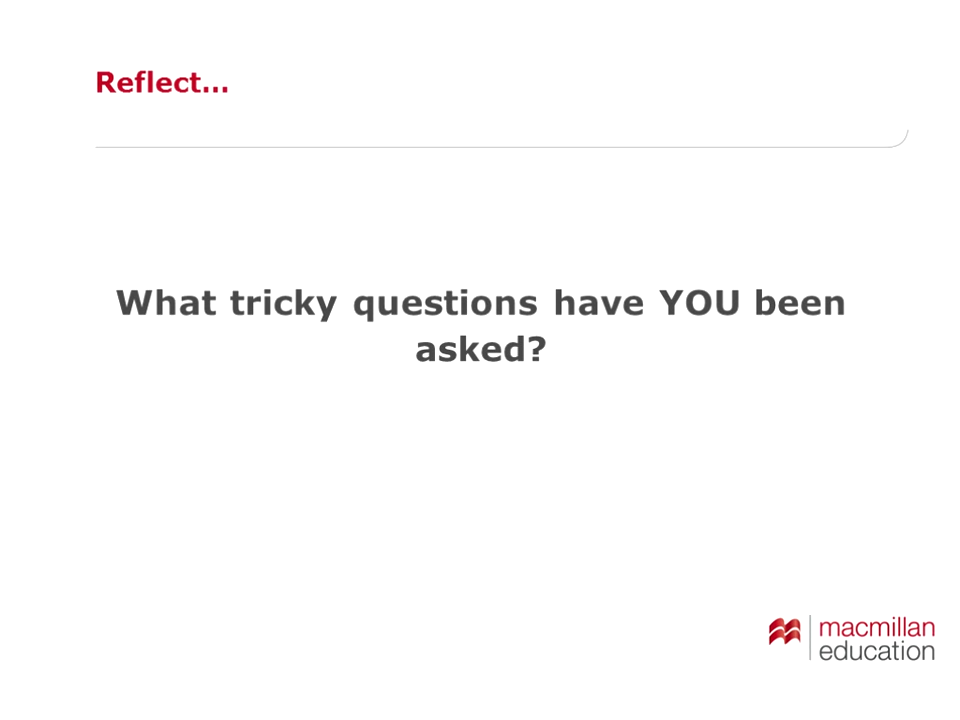 Reflect...
What tricky questions have YOU been
asked?
macmillan
education